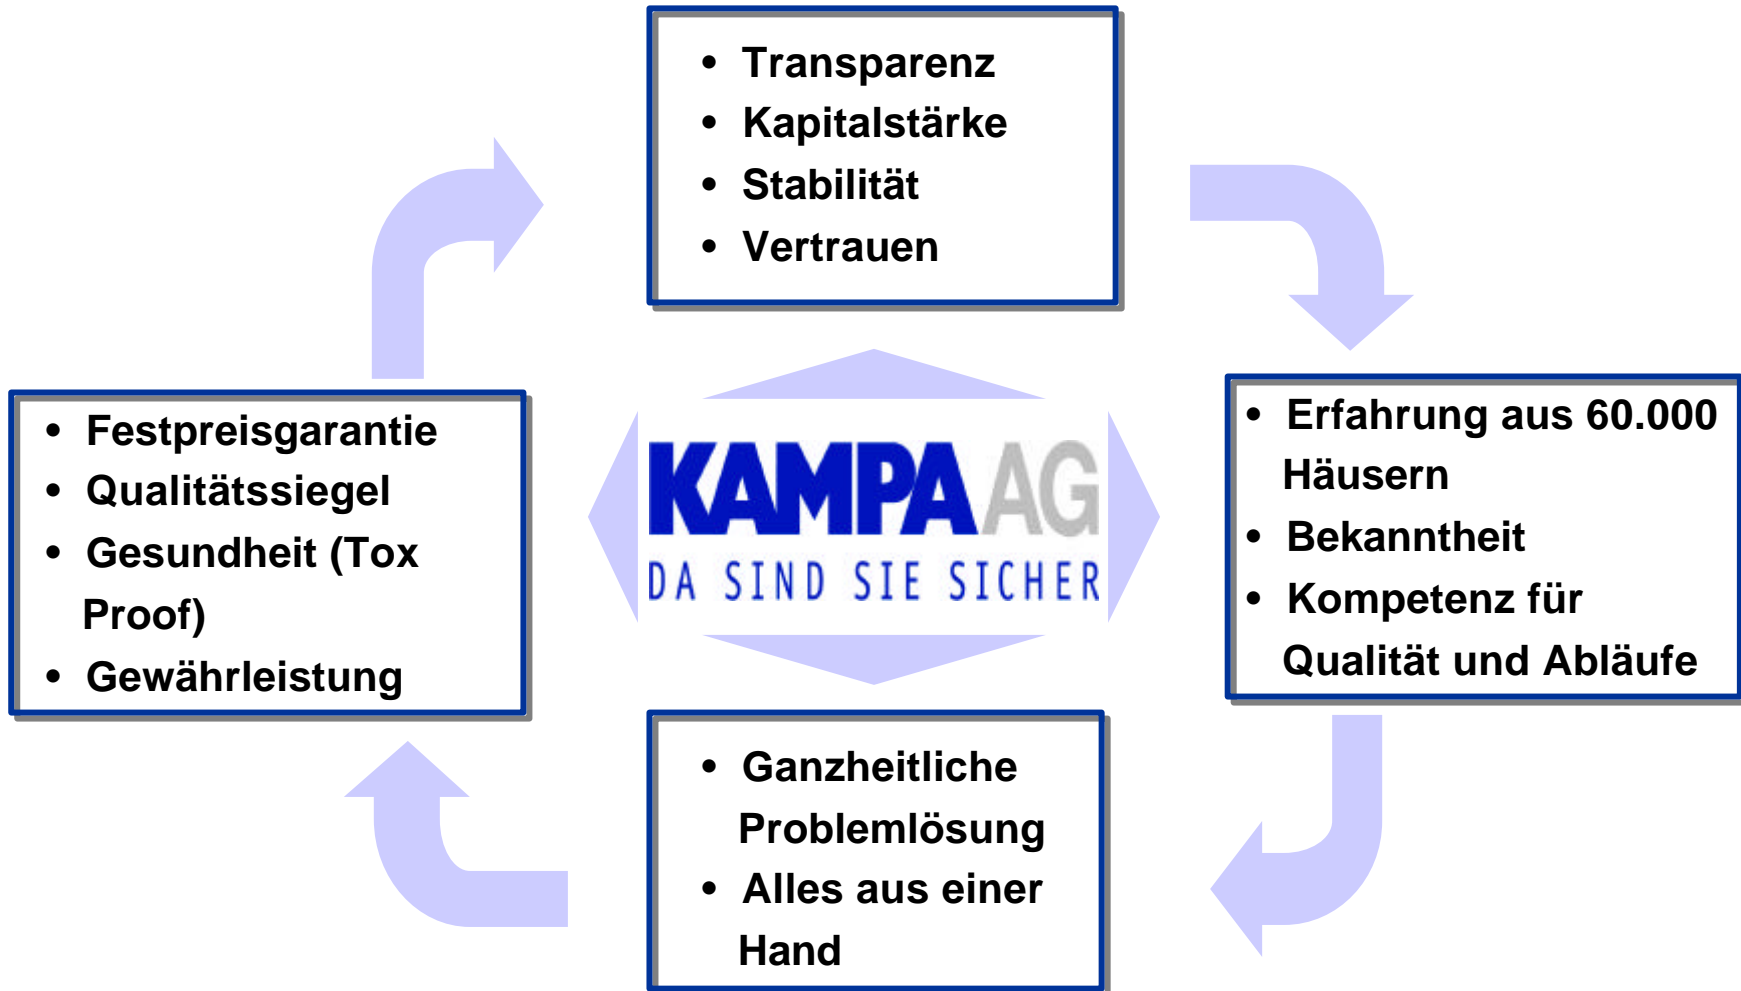 • Transparenz
• Kapitalstärke
• Stabilität
• Vertrauen
• Festpreisgarantie
• Qualitätssiegel
• Gesundheit (Tox
Proof)
• Gewährleistung
KAMPA AG
DA SIND SIE SICHER
• Erfahrung aus 60.000
Häusern
• Bekanntheit
• Kompetenz für
Qualität und Abläufe
• Ganzheitliche
Problemlösung
• Alles aus einer
Hand